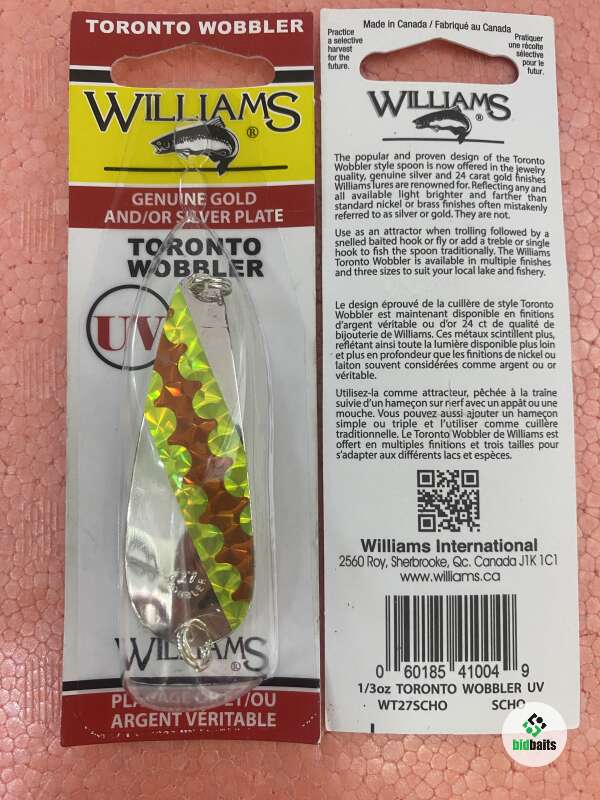 TORONTO WOBBLER
WILLIAMS®
GENUINE GOLD
AND/OR SILVER PLATE
TORONTO
WOBBLER
UV
WILLIAMS®
ARGENT VÉRITABLE
Made in Canada / Fabriqué au Canada
Practice
a selective
harvest
for the
future.
Pratiquer
une récolte
sélective
pour le
futur.
WILLIAMS®
The popular and proven design of the Toronto
Wobbler style spoon is now offered in the jewelry
quality, genuine silver and 24 carat gold finishes
Williams lures are renowned for. Reflecting any and
all available light brighter and farther than
standard nickel or brass finishes often mistakenly
referred to as silver or gold. They are not.
Use as an attractor when trolling followed by a
snelled baited hook or fly or add a treble or single
hook to fish the spoon traditionally. The Williams
Toronto Wobbler is available in multiple finishes
and three sizes to suit your local lake and fishery.
Le design éprouvé de la cuillère de style Toronto
Wobbler est maintenant disponible en finitions
d'argent véritable ou d'or 24 ct de qualité de
bijouterie de Williams. Ces métaux scintillent plus,
reflétant ainsi toute la lumière disponible plus loin
et plus en profondeur que les finitions de nickel ou
laiton souvent considérées comme argent ou or
véritable.
Utilisez-la comme attracteur, pêchée à la traîne
suivie d'un hameçon sur nerf avec un appât ou une
mouche. Vous pouvez aussi ajouter un hameçon
simple ou triple et l'utiliser comme cuillère
traditionnelle. Le Toronto Wobbler de Williams est
offert en multiples finitions et trois tailles pour
s'adapter aux différents lacs et espèces.
Williams International
2560 Roy, Sherbrooke, Qc. Canada J1K 1C1
www.williams.ca
0 60185 41004 9
1/3oz TORONTO WOBBLER UV
WT27SCHO SCHO
bidbaits